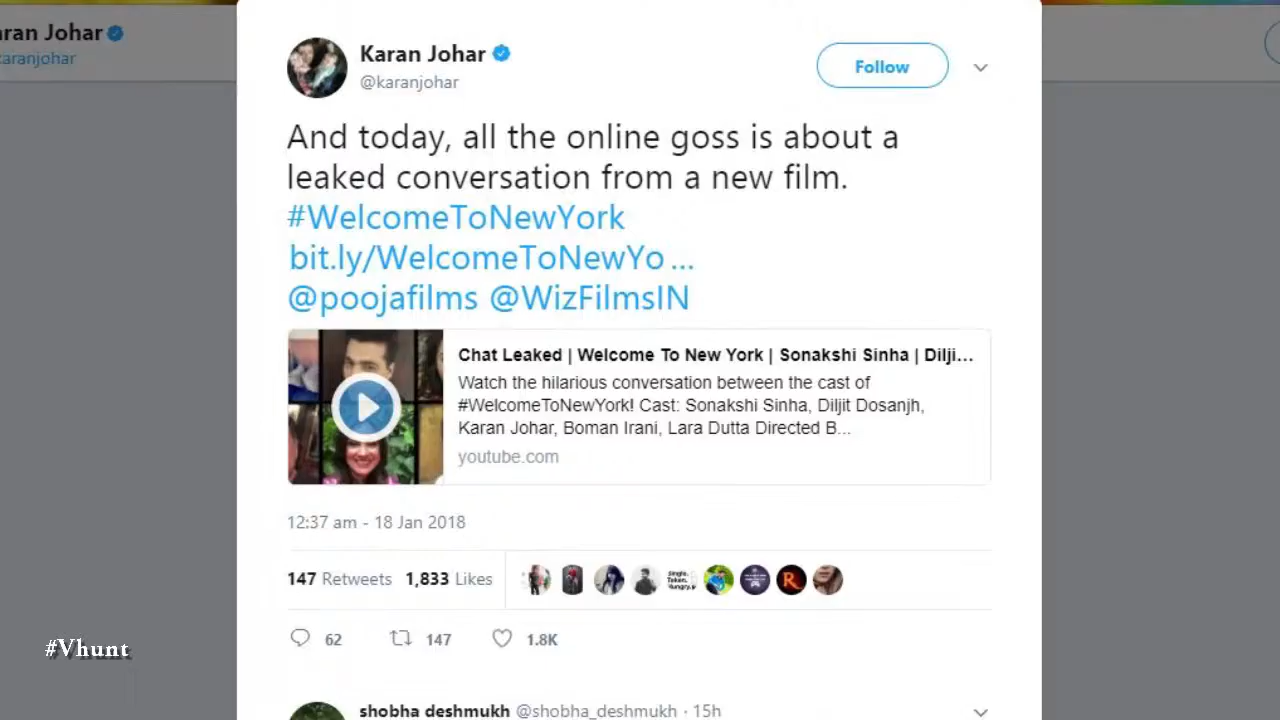 aran Johar
karanjohar
Karan Johar
@karanjohar
Follow
And today, all the online goss is about a
leaked conversation from a new film.
#WelcomeToNewYork
bit.ly/WelcomeToNewYo...
@poojafilms @WizFilmsIN
Chat Leaked | Welcome To New York | Sonakshi Sinha | Dilji...
Watch the hilarious conversation between the cast of
#WelcomeToNewYork! Cast: Sonakshi Sinha, Diljit Dosanjh,
Karan Johar, Boman Irani, Lara Dutta Directed B...
youtube.com
12:37 am - 18 Jan 2018
147 Retweets 1,833 Likes
Single.
Taken.
Hungry.
R
62 147 1.8K
#Vhunt
shobha deshmukh @shobha_deshmukh · 15h